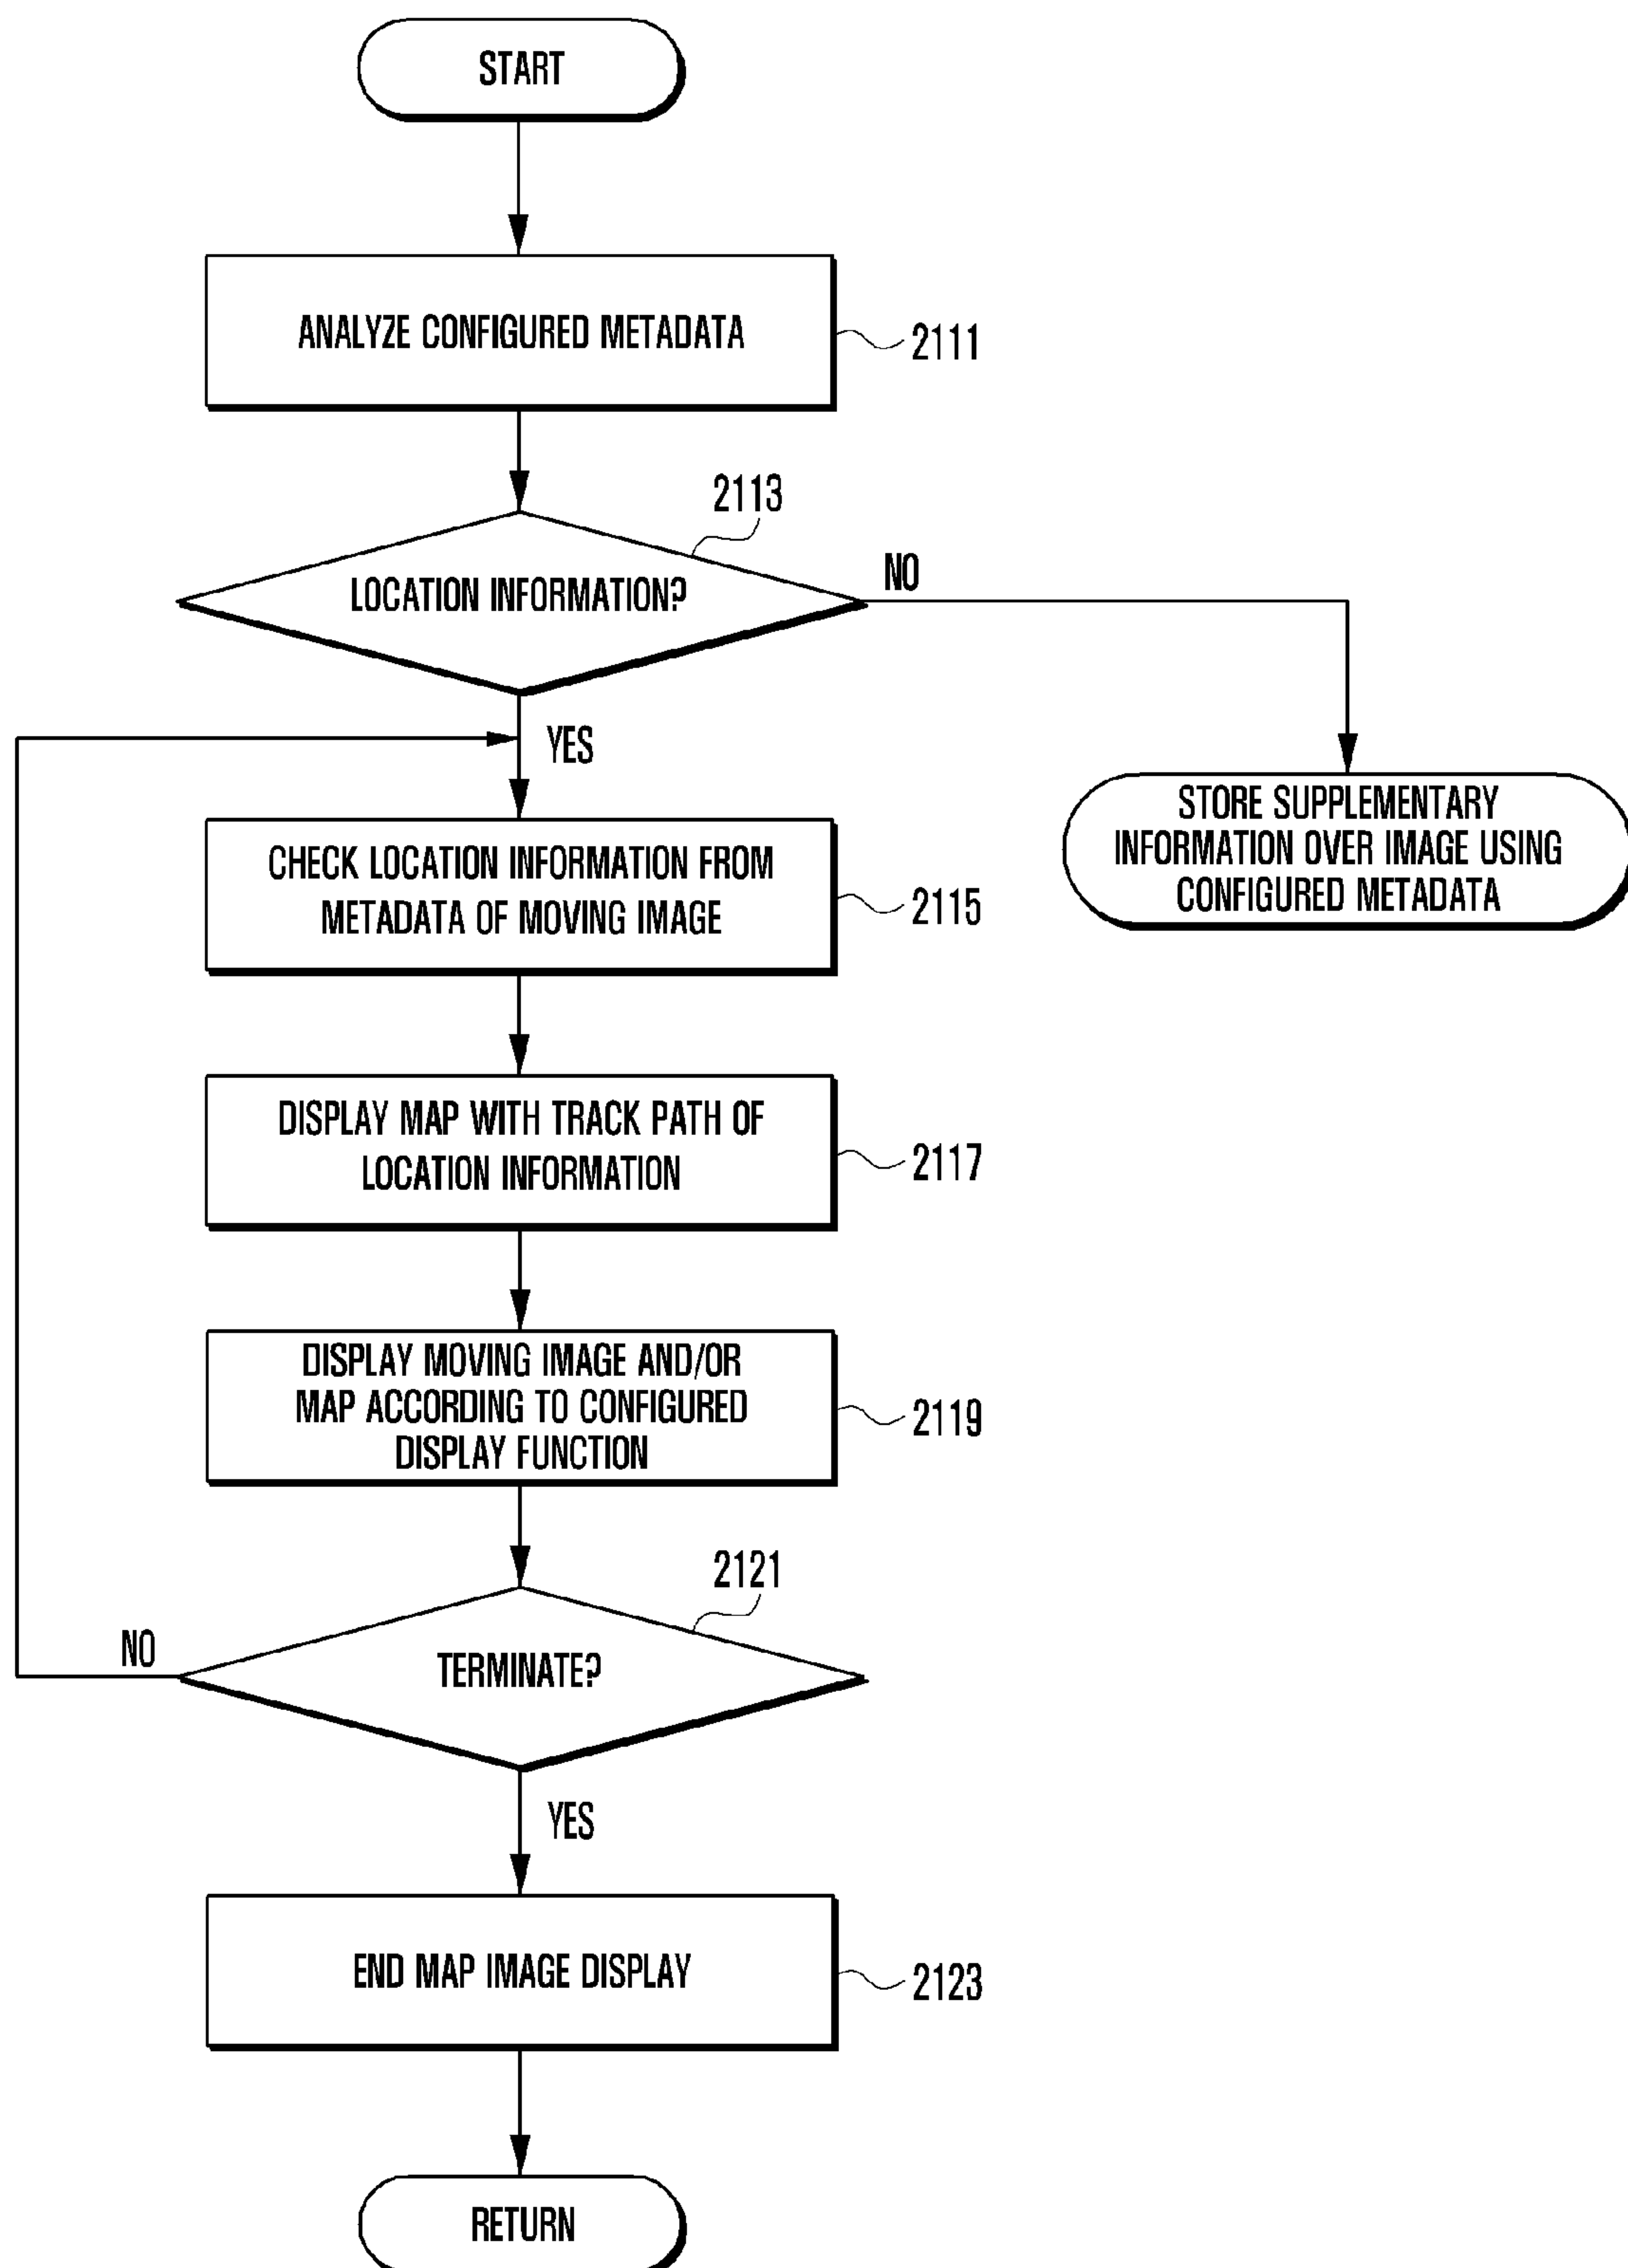 START
ANALYZE CONFIGURED METADATA
2111
2113
LOCATION INFORMATION?
NO
YES
STORE SUPPLEMENTARY
INFORMATION OVER IMAGE USING
CONFIGURED METADATA
CHECK LOCATION INFORMATION FROM
METADATA OF MOVING IMAGE
2115
DISPLAY MAP WITH TRACK PATH OF
LOCATION INFORMATION
2117
DISPLAY MOVING IMAGE AND/OR
MAP ACCORDING TO CONFIGURED
DISPLAY FUNCTION
2119
2121
TERMINATE?
NO
YES
END MAP IMAGE DISPLAY
2123
RETURN